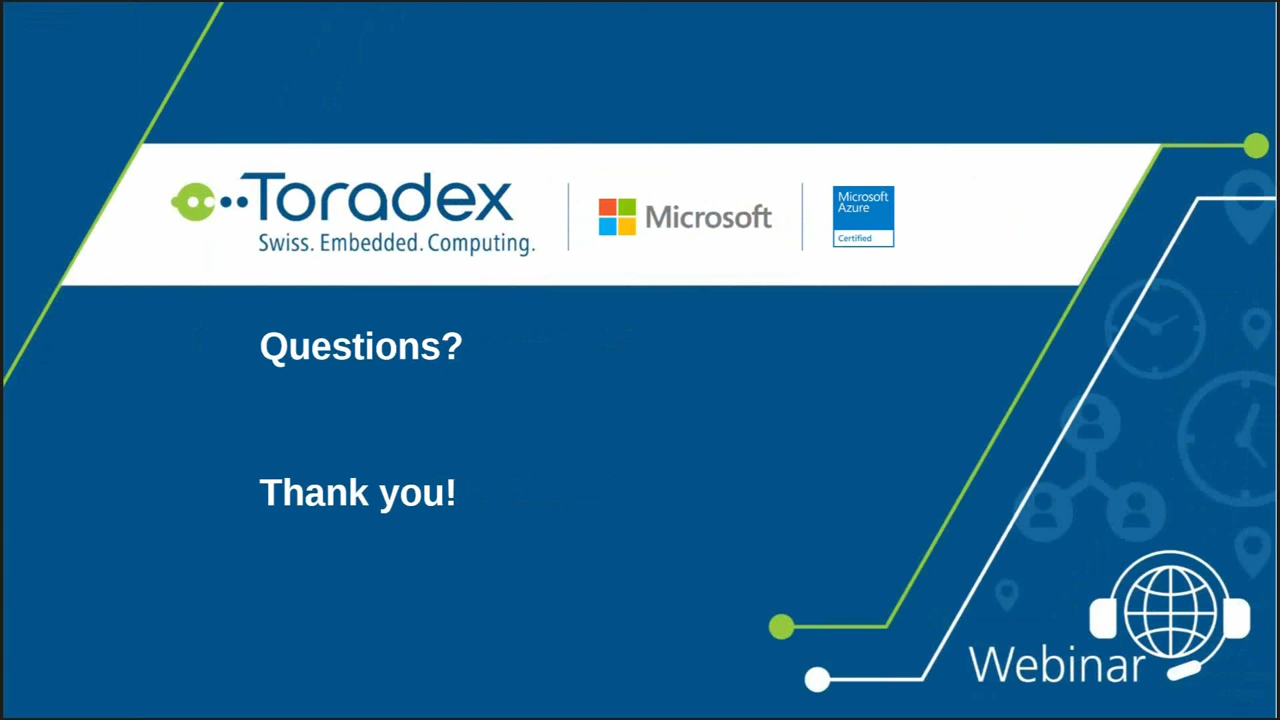 Toradex
Swiss. Embedded. Computing.
Microsoft
Microsoft
Azure
Certified
Questions?
Thank you!
Webinar